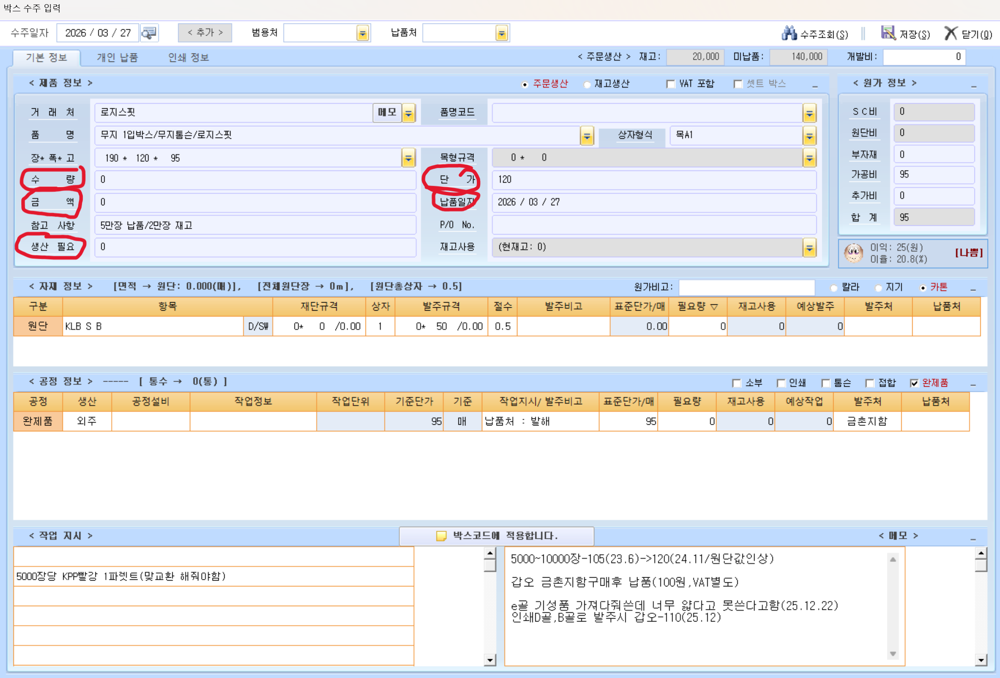 박스 수주 입력
수주일자 2026 / 03 / 27 < 추가 > 범용처 납품처 수주조회(S) 저장(S) 닫기(Q)
기본 정보 개인 납품 인쇄 정보 < 주문생산 > 재고: 20,000 미납품: 140,000 개발비: 0
< 제품 정보 > 주문생산 재고생산 VAT 포함 셋트 박스 _ < 원가 정보 > _
거 래 처 로지스핏 메모 품명코드 S C비 0
품 명 무지 1입박스/무지톰슨/로지스핏 상자형식 목A1 원단비 0
장* 폭* 고 190 * 120 * 95 목형규격 0 * 0 부자재 0
수 량 0 단 가 120 가공비 95
금 액 0 납품일자 2026 / 03 / 27 추가비 0
참고 사항 5만장 납품/2만장 재고 P/O No. 합 계 95
생산 필요 0 재고사용 (현재고: 0) 이익: 25(원) [나쁨]
이율: 20.8(%)
< 자재 정보 > [면적 → 원단: 0.000(매)], [전체원단장 → 0m], [원단총상자 → 0.5] 원가비고: 칼라 지기 카톤 _
구분 항목 재단규격 상자 발주규격 절수 발주비고 표준단가/매 필요량 ▽ 재고사용 예상발주 발주처 납품처
원단 KLB S B D/SW 0* 0 /0.00 1 0* 50 /0.00 0.5 0.00 0 0 0
< 공정 정보 > ----- [ 통수 → 0(통) ] 소부 인쇄 톰슨 접합 완제품 _
공정 생산 공정설비 작업정보 작업단위 기준단가 기준 작업지시/ 발주비고 표준단가/매 필요량 재고사용 예상작업 발주처 납품처
완제품 외주 95 매 납품처 : 발해 95 0 0 0 금촌지함
< 작업 지시 > 박스코드에 적용합니다. < 메모 > _
5000장당 KPP빨강 1파렛트(맞교환 해줘야함)
5000~10000장-105(23.6)->120(24.11/원단값인상)
갑오 금촌지함구매후 납품(100원,VAT별도)
e골 기성품 가져다줘쓴데 너무 얇다고 못쓴다고함(25.12.22)
인쇄D골,B골로 발주시 갑오-110(25.12)